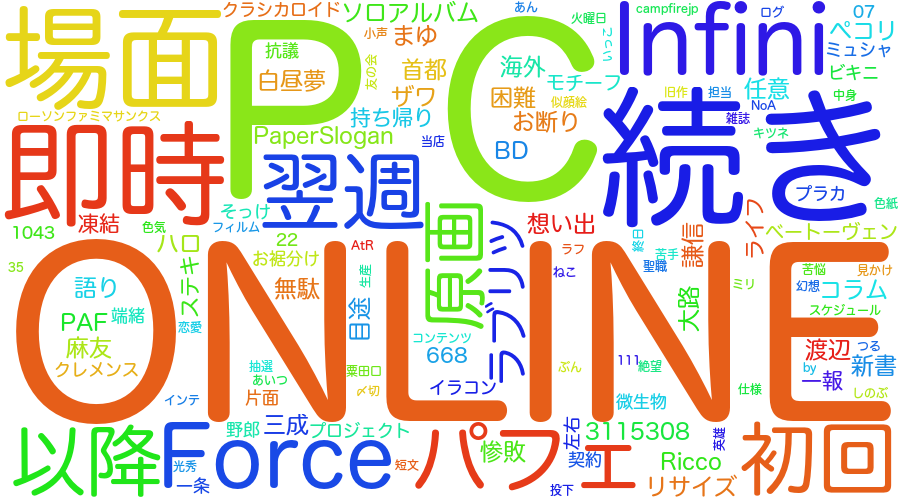 クラシカロイド
ソロアルバム
あん
火曜日
campfirejp
ログ
07
場面
PC
Infini
小声
まゆ
ペコリ
抗議
友の会
こっらい
ミュシャ
白昼夢
首都
海外
ビキニ
モチーフ
任意
ザワ
困難
似顔絵
旧作
担当
中身
ローソンファミマサンクス
持ち帰り
お断り
NoA
雑誌
続き
キツネ
即時
PaperSlogan
当店
BD
翌週
プラカ
凍結
そっけ
フィルム
原画
ラブリツ
想い出
ライフ
色紙
1043
色気
ハロ
22
AtR
ラフ
終日
苦手
謙信
ベートーヴェン
35
お裾分け
生産
ねこ
聖職
苦悩
見かけ
ONLINE
語り
ステキ
無駄
目途
大路
ミリ
幻想
コラム
PAF
端緒
恋愛
コンテンツ
スケジュール
麻友
668
渡辺
つる
クレメンス
抽選
粟田口
ぶん
111
絶望
by
新書
あいつ
一報
インテ
片面
〆切
イラコン
微生物
仕様
しのぶ
以降
Force
野郎
三成
プロジェクト
パフェ
惨敗
左右
3115308
英雄
初回
光秀
短文
契約
Ricco
一条
投下
リサイズ